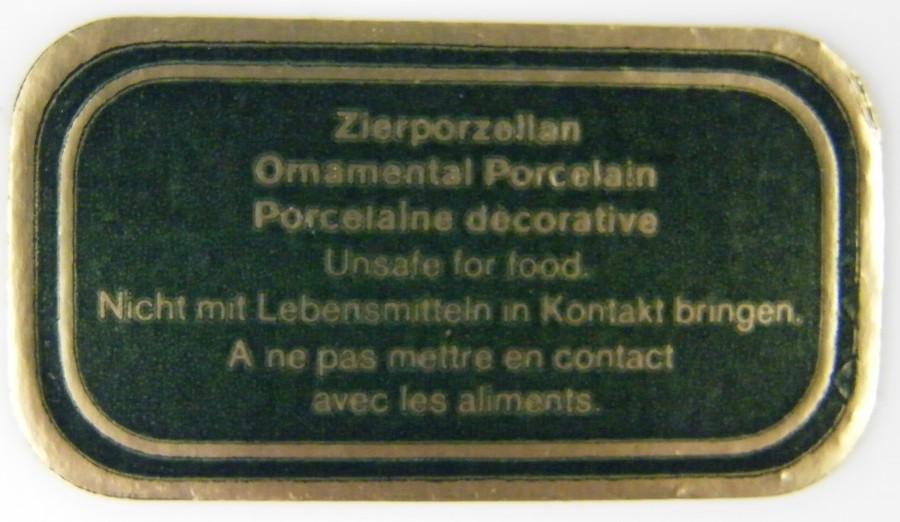 Zierporzellan
Ornamental Porcelain
Porcelaine décorative
Unsafe for food.
Nicht mit Lebensmitteln in Kontakt bringen.
A ne pas mettre en contact
avec les aliments.